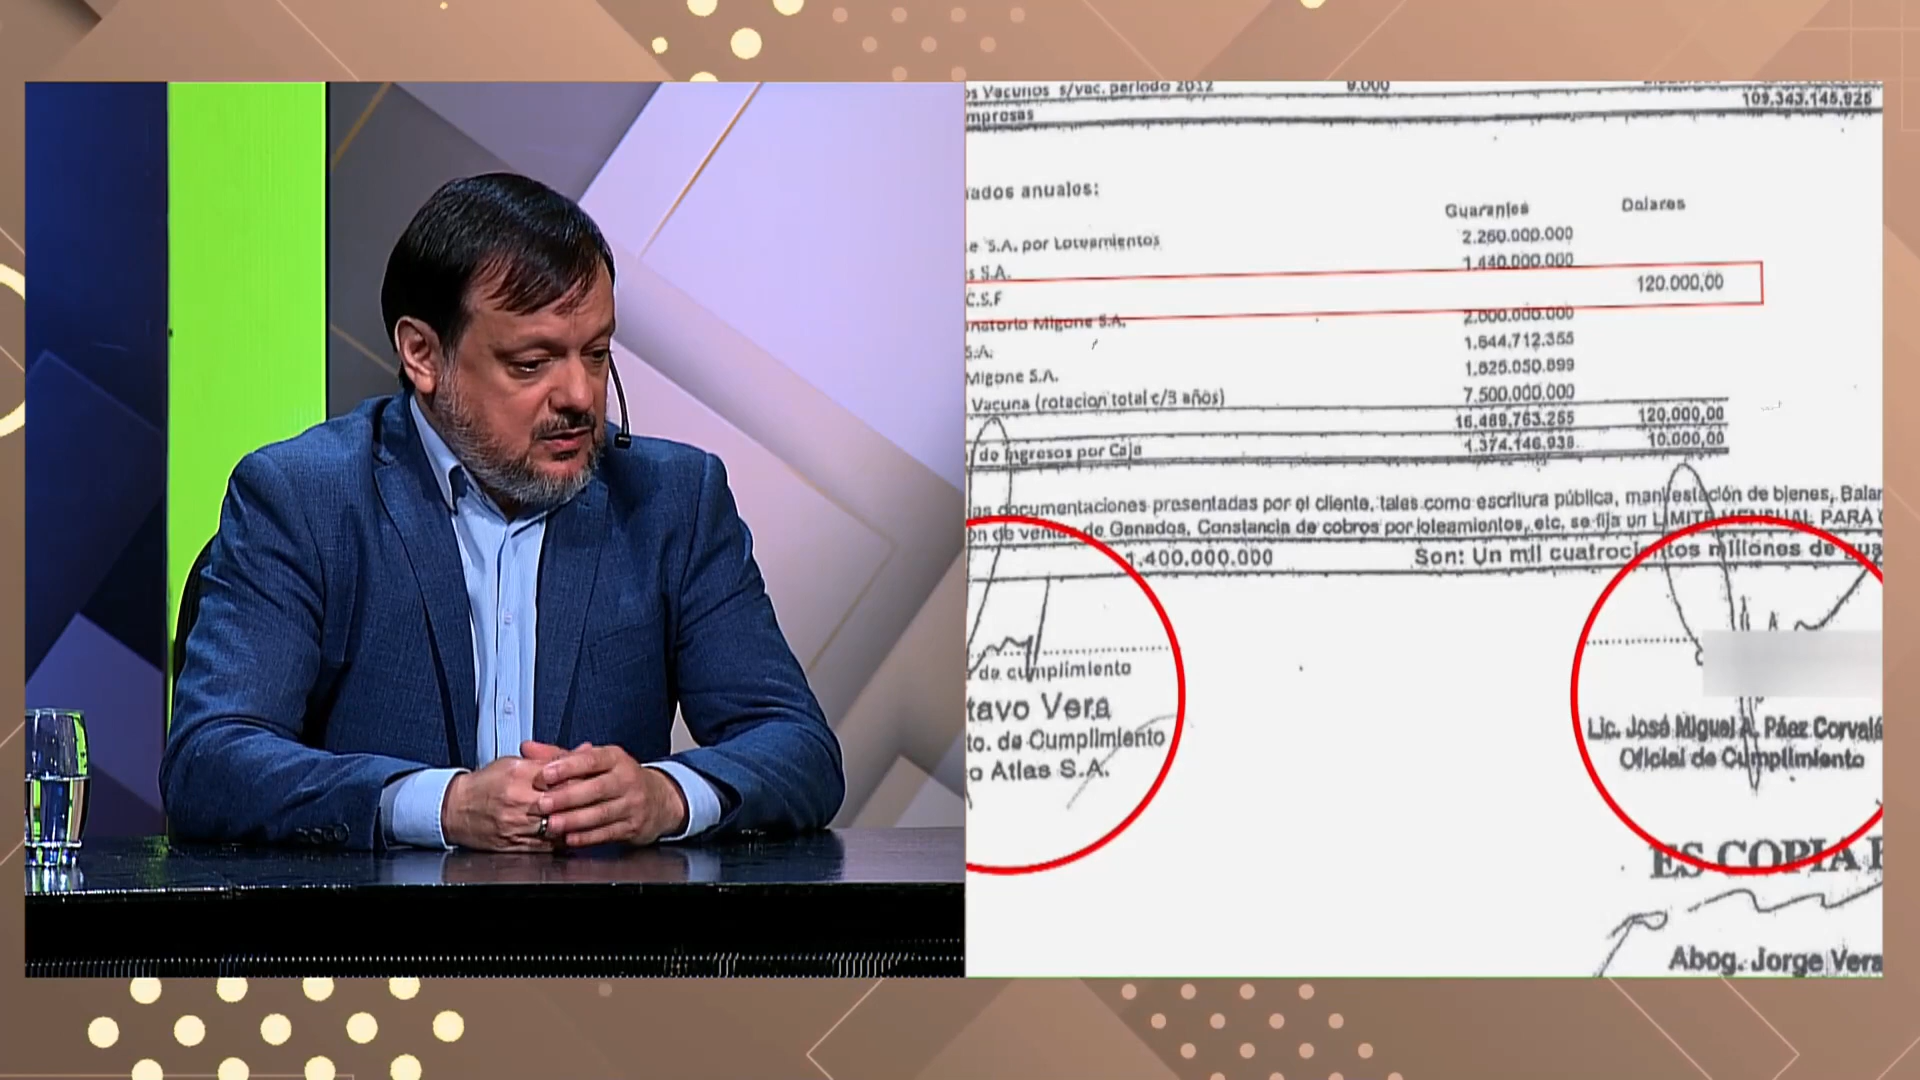 os Vacunos s/vac. periodo 2012 9.000
109.343.145.925
mpresas
ados anuales:
Guaraníes Dolares
e S.A. por Loteamientos 2.260.000.000
s S.A. 1.440.000.000
C.S.F 120.000,00
natorio Migone S.A. 2.000.000.000
S.A. 1.644.712.355
Migone S.A. 1.625.050.899
Vacuna (rotacion total c/3 años) 7.500.000.000
16.469.763.255 120.000,00
de Ingresos por Caja 1.374.146.938 10.000,00
as documentaciones presentadas por el cliente, tales como escritura pública, manifestación de bienes, Balan
ón de ventas de Ganados, Constancia de cobros por loteamientos, etc, se fija un LIMITE MENSUAL PARA
1.400.000.000 Son: Un mil cuatrocientos millones de gua
de cumplimiento
tavo Vera
to. de Cumplimiento
o Atlas S.A.
Lic. José Miguel A. Páez Corvalá
Oficial de Cumplimiento
ES COPIA
Abog. Jorge Vera